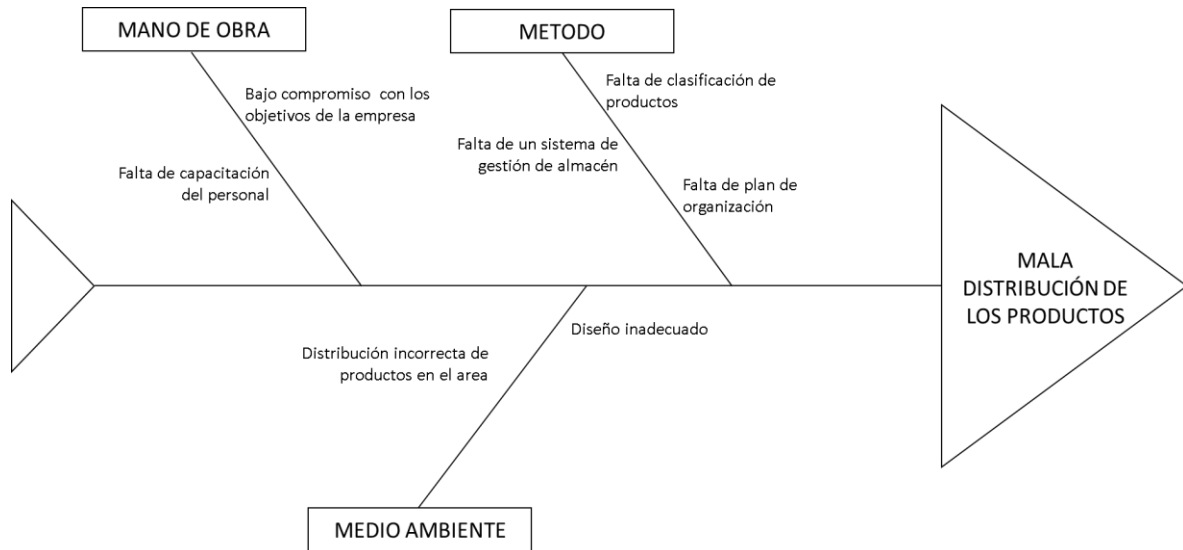 MANO DE OBRA
METODO
Bajo compromiso con los
objetivos de la empresa
Falta de capacitación
del personal
Falta de clasificación de
productos
Falta de un sistema de
gestión de almacén
Falta de plan de
organización
MALA
DISTRIBUCIÓN DE
LOS PRODUCTOS
Diseño inadecuado
Distribución incorrecta de
productos en el area
MEDIO AMBIENTE